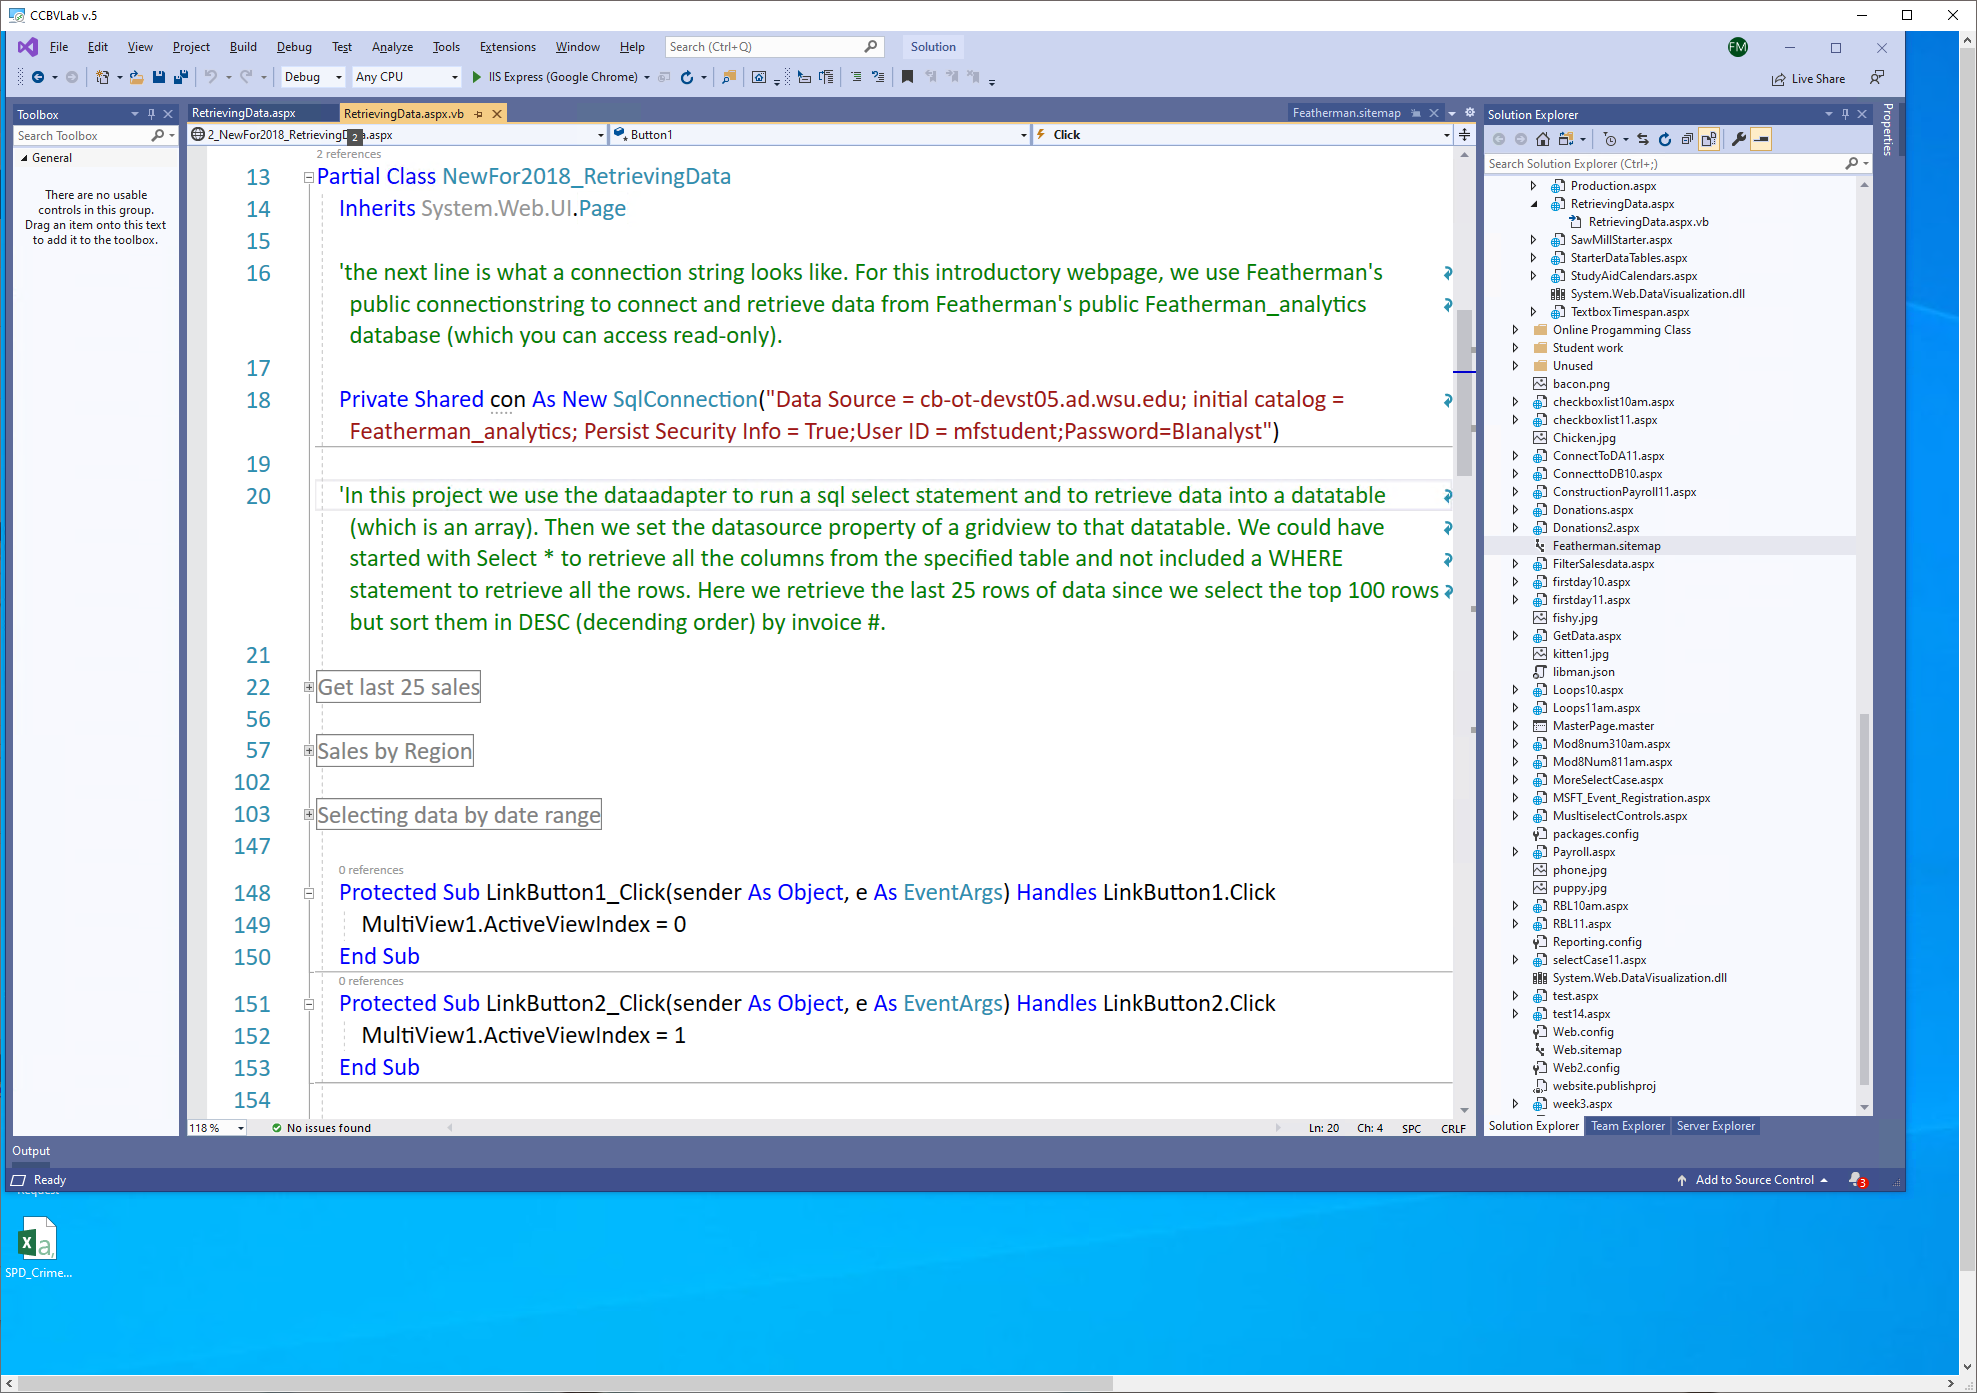 CCBVLab v.5
File Edit View Project Build Debug Test Analyze Tools Extensions Window Help Search (Ctrl+Q) Solution FM
Debug Any CPU IIS Express (Google Chrome) Live Share
Toolbox
Search Toolbox
General
There are no usable
controls in this group.
Drag an item onto this text
to add it to the toolbox.
RetrievingData.aspx RetrievingData.aspx.vb Featherman.sitemap
2_NewFor2018_RetrievingD a.aspx Button1 Click
2
2 references
13 Partial Class NewFor2018_RetrievingData
14 Inherits System.Web.UI.Page
15
16 'the next line is what a connection string looks like. For this introductory webpage, we use Featherman's
public connectionstring to connect and retrieve data from Featherman's public Featherman_analytics
database (which you can access read-only).
17
18 Private Shared con As New SqlConnection("Data Source = cb-ot-devst05.ad.wsu.edu; initial catalog =
Featherman_analytics; Persist Security Info = True;User ID = mfstudent;Password=BIanalyst")
19
20 'In this project we use the dataadapter to run a sql select statement and to retrieve data into a datatable
(which is an array). Then we set the datasource property of a gridview to that datatable. We could have
started with Select * to retrieve all the columns from the specified table and not included a WHERE
statement to retrieve all the rows. Here we retrieve the last 25 rows of data since we select the top 100 rows
but sort them in DESC (decending order) by invoice #.
21
22 Get last 25 sales
56
57 Sales by Region
102
103 Selecting data by date range
147
0 references
148 Protected Sub LinkButton1_Click(sender As Object, e As EventArgs) Handles LinkButton1.Click
149 MultiView1.ActiveViewIndex = 0
150 End Sub
0 references
151 Protected Sub LinkButton2_Click(sender As Object, e As EventArgs) Handles LinkButton2.Click
152 MultiView1.ActiveViewIndex = 1
153 End Sub
154
118 % No issues found Ln: 20 Ch: 4 SPC CRLF
Solution Explorer
Search Solution Explorer (Ctrl+;)
Production.aspx
RetrievingData.aspx
RetrievingData.aspx.vb
SawMillStarter.aspx
StarterDataTables.aspx
StudyAidCalendars.aspx
System.Web.DataVisualization.dll
TextboxTimespan.aspx
Online Progamming Class
Student work
Unused
bacon.png
checkboxlist10am.aspx
checkboxlist11.aspx
Chicken.jpg
ConnectToDA11.aspx
ConnecttoDB10.aspx
ConstructionPayroll11.aspx
Donations.aspx
Donations2.aspx
Featherman.sitemap
FilterSalesdata.aspx
firstday10.aspx
firstday11.aspx
fishy.jpg
GetData.aspx
kitten1.jpg
libman.json
Loops10.aspx
Loops11am.aspx
MasterPage.master
Mod8num310am.aspx
Mod8Num811am.aspx
MoreSelectCase.aspx
MSFT_Event_Registration.aspx
MusltiselectControls.aspx
packages.config
Payroll.aspx
phone.jpg
puppy.jpg
RBL10am.aspx
RBL11.aspx
Reporting.config
selectCase11.aspx
System.Web.DataVisualization.dll
test.aspx
test14.aspx
Web.config
Web.sitemap
Web2.config
website.publishproj
week3.aspx
Solution Explorer Team Explorer Server Explorer
Properties
Output
Ready Add to Source Control 3
SPD_Crime...